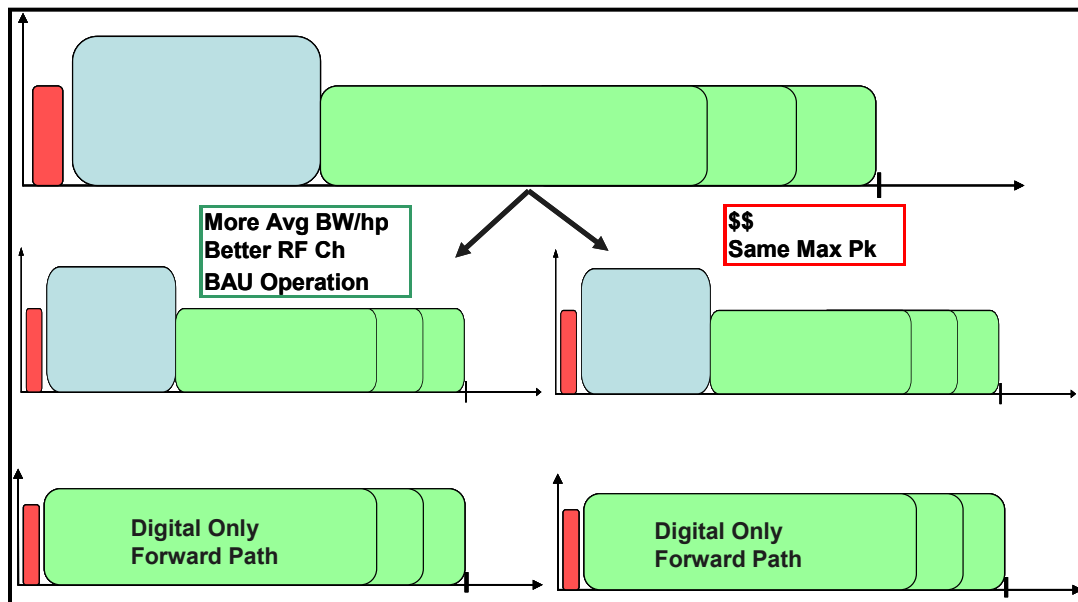 More Avg BW/hp
Better RF Ch
BAU Operation
$$
Same Max Pk
Digital Only
Forward Path
Digital Only
Forward Path